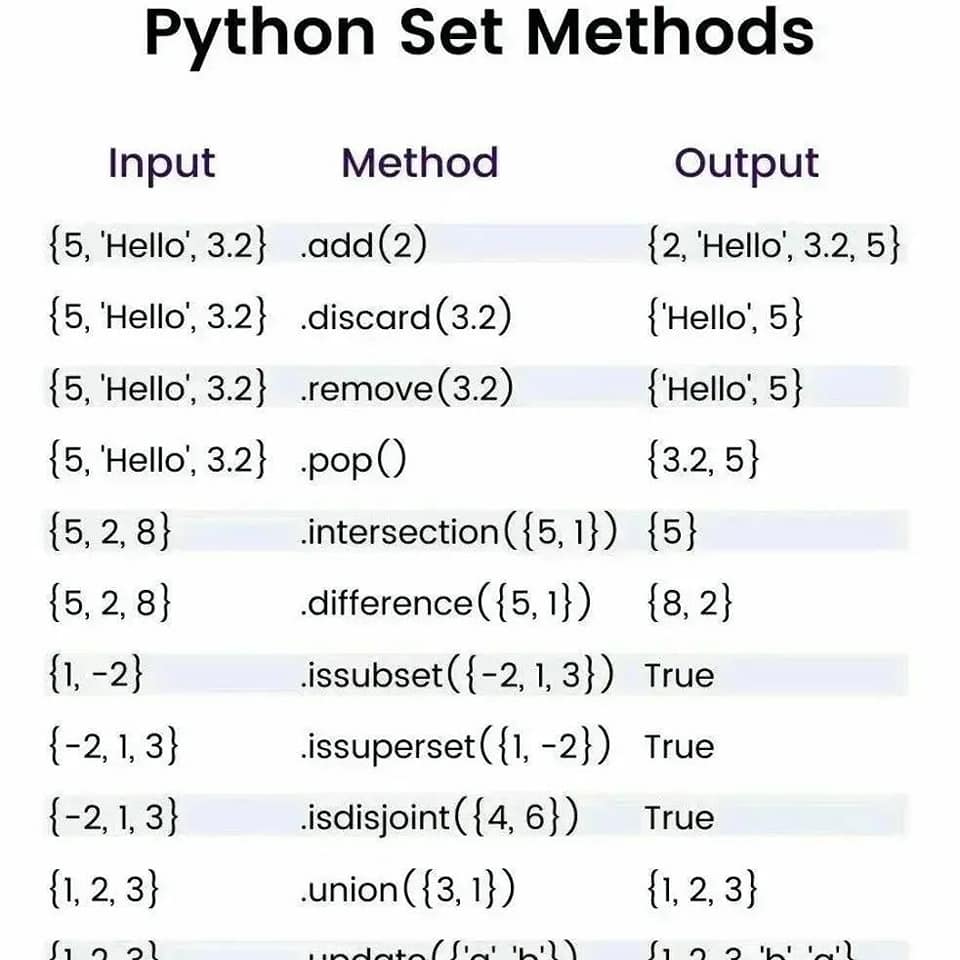 Python Set Methods
Input Method Output
{5, 'Hello', 3.2} .add(2) {2, 'Hello', 3.2, 5}
{5, 'Hello', 3.2} .discard(3.2) {'Hello', 5}
{5, 'Hello', 3.2} .remove(3.2) {'Hello', 5}
{5, 'Hello', 3.2} .pop() {3.2, 5}
{5, 2, 8} .intersection({5, 1}) {5}
{5, 2, 8} .difference({5, 1}) {8, 2}
{1, -2} .issubset({-2, 1, 3}) True
{-2, 1, 3} .issuperset({1, -2}) True
{-2, 1, 3} .isdisjoint({4, 6}) True
{1, 2, 3} .union({3, 1}) {1, 2, 3}
{1, 2, 3} .update({'a', 'b'}) {1, 2, 3, 'b', 'a'}